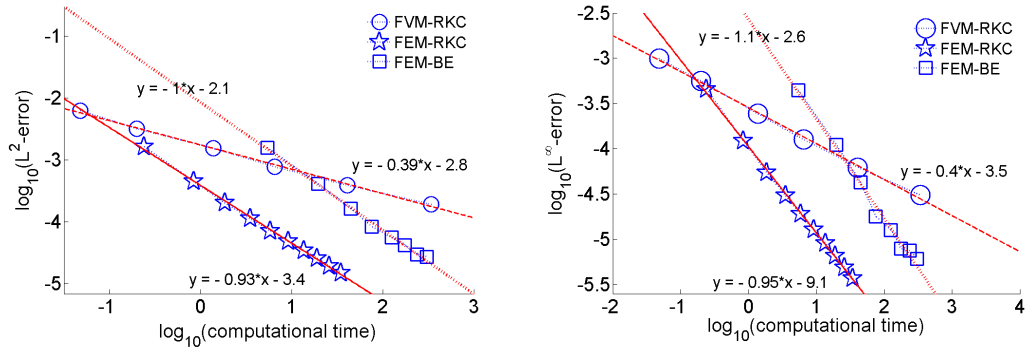 -1
-2
-3
-4
-5
-1
0
1
2
3
log10(L2-error)
log10(computational time)
FVM-RKC
FEM-RKC
FEM-BE
y = - 1*x - 2.1
y = - 0.39*x - 2.8
y = - 0.93*x - 3.4
-2.5
-3
-3.5
-4
-4.5
-5
-5.5
-2
-1
0
1
2
3
4
log10(L∞-error)
log10(computational time)
FVM-RKC
FEM-RKC
FEM-BE
y = - 1.1*x - 2.6
y = - 0.4*x - 3.5
y = - 0.95*x - 9.1